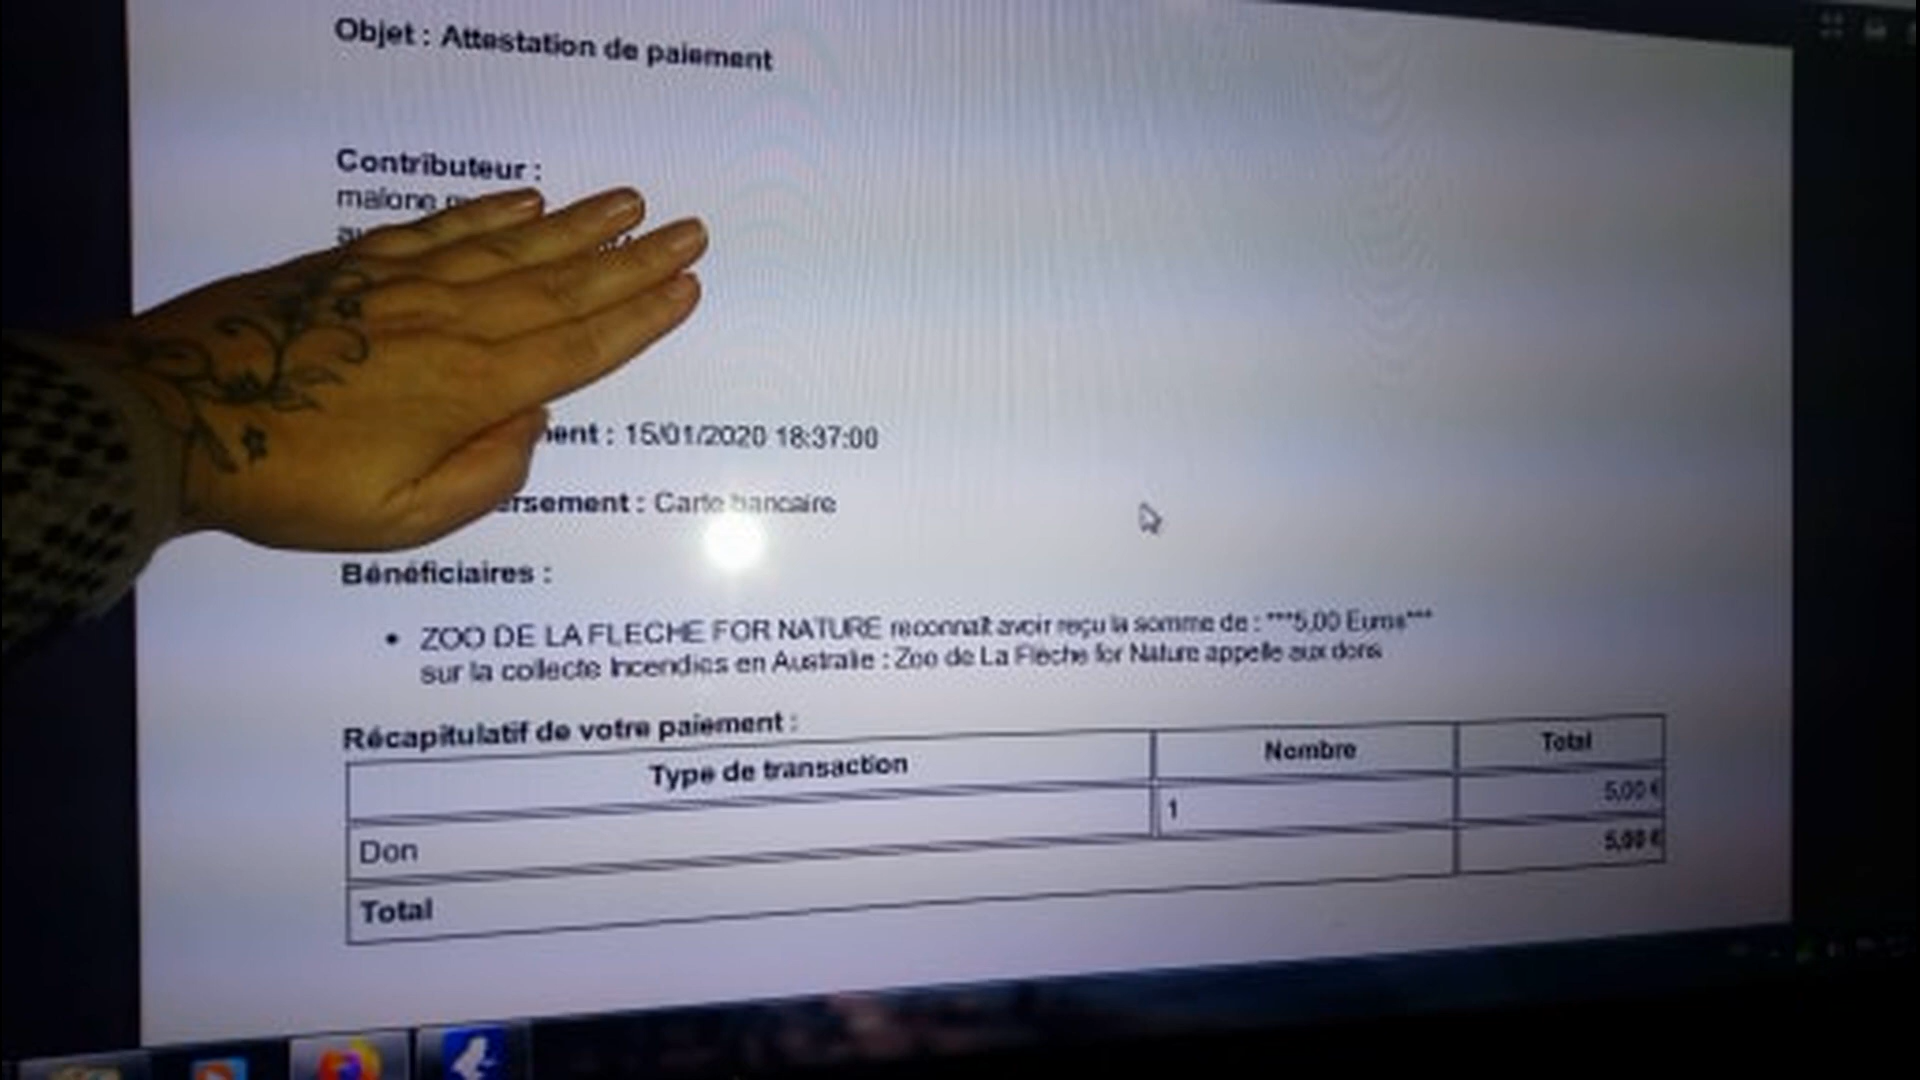 Objet : Attestation de paiement
Contributeur :
malone
ent : 15/01/2020 18:37:00
rsement : Carte bancaire
Bénéficiaires :
• ZOO DE LA FLECHE FOR NATURE reconnaît avoir reçu la somme de : ***5,00 Euros***
sur la collecte Incendies en Australie : Zoo de La Flèche for Nature appelle aux dons
Récapitulatif de votre paiement :
Type de transaction Nombre Total
Don 1 5,00 €
Total 5,00 €